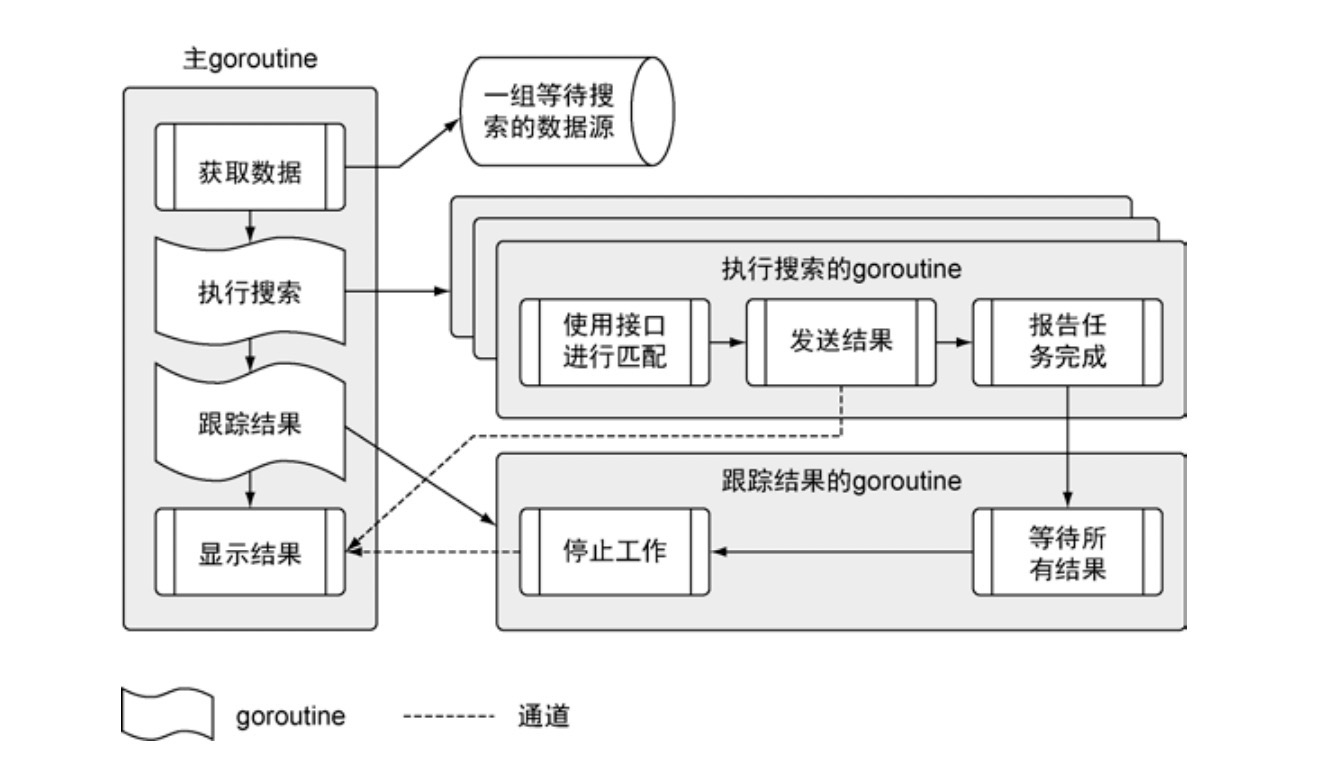 主goroutine
获取数据
执行搜索
跟踪结果
显示结果
一组等待搜
索的数据源
执行搜索的goroutine
使用接口
进行匹配
发送结果
报告任
务完成
跟踪结果的goroutine
停止工作
等待所
有结果
goroutine
通道